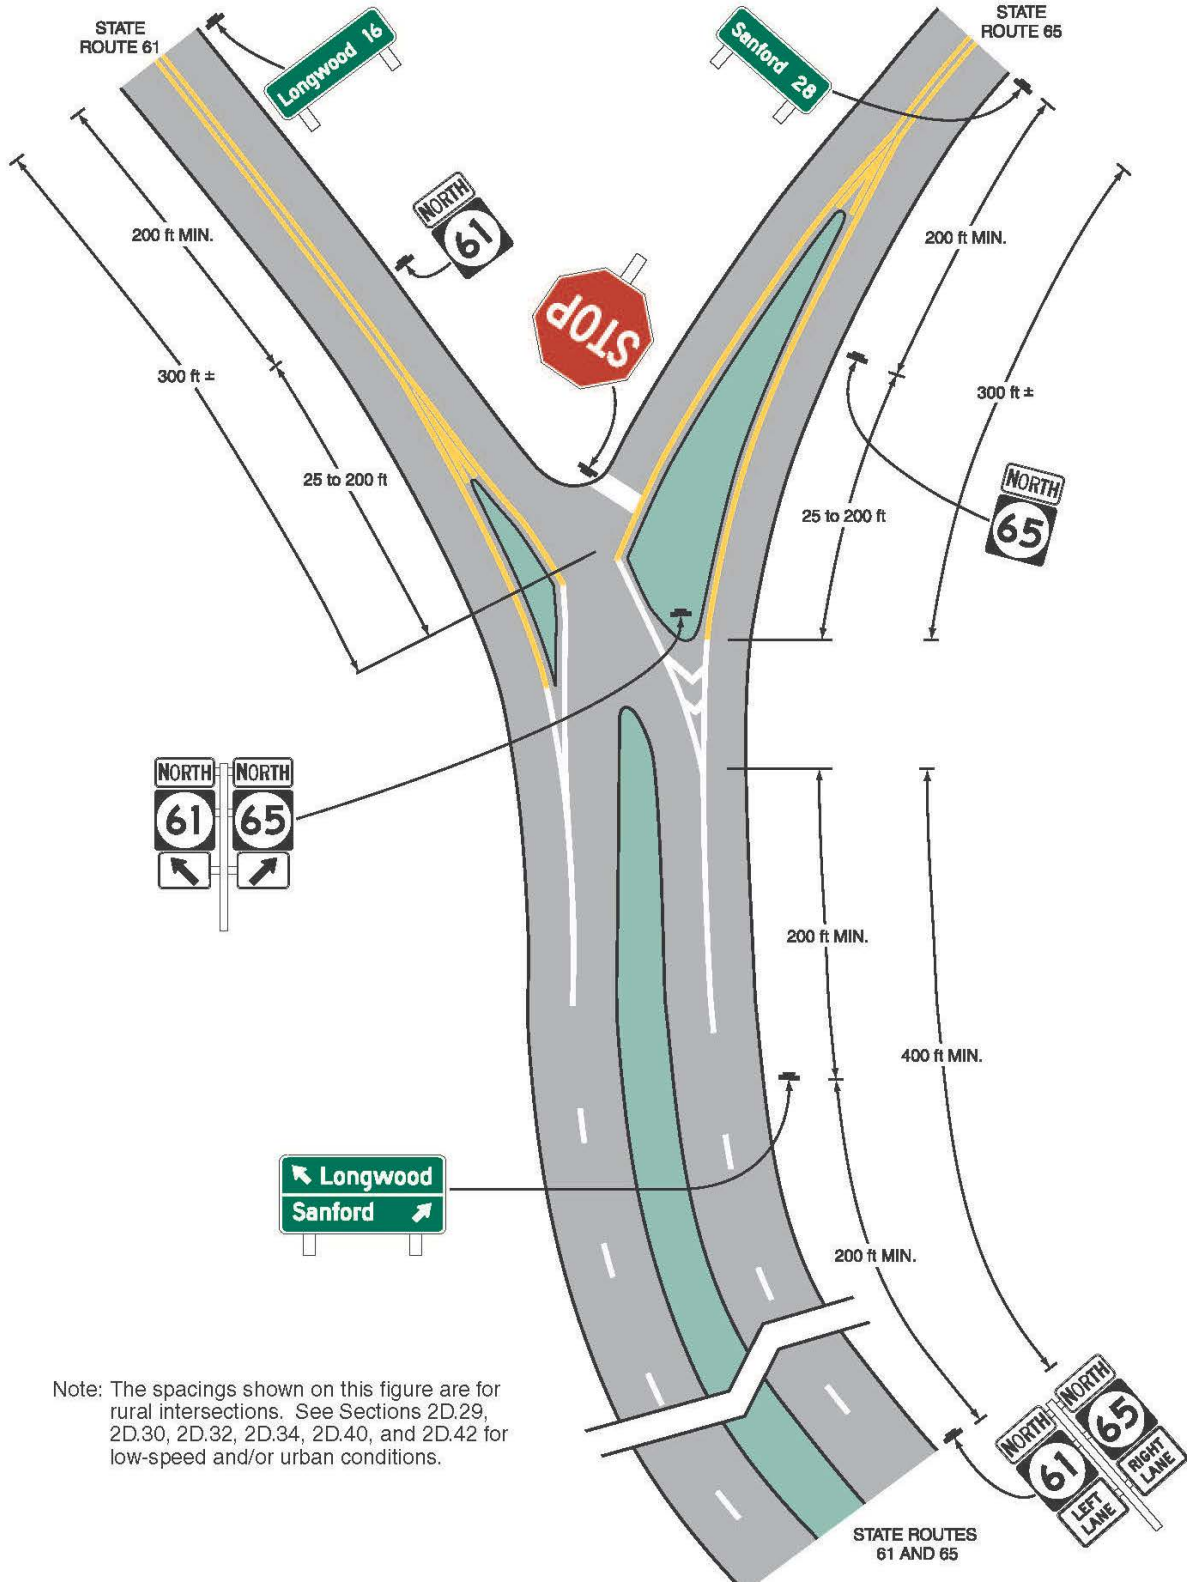 STATE
ROUTE 61
Longwood 16
Sanford 28
STATE
ROUTE 65
200 ft MIN.
NORTH
61
200 ft MIN.
STOP
300 ft ±
300 ft ±
25 to 200 ft
NORTH
65
25 to 200 ft
NORTH NORTH
61 65
200 ft MIN.
400 ft MIN.
Longwood
Sanford
200 ft MIN.
Note: The spacings shown on this figure are for
rural intersections. See Sections 2D.29,
2D.30, 2D.32, 2D.34, 2D.40, and 2D.42 for
low-speed and/or urban conditions.
NORTH
61
LEFT
LANE
NORTH
65
RIGHT
LANE
STATE ROUTES
61 AND 65